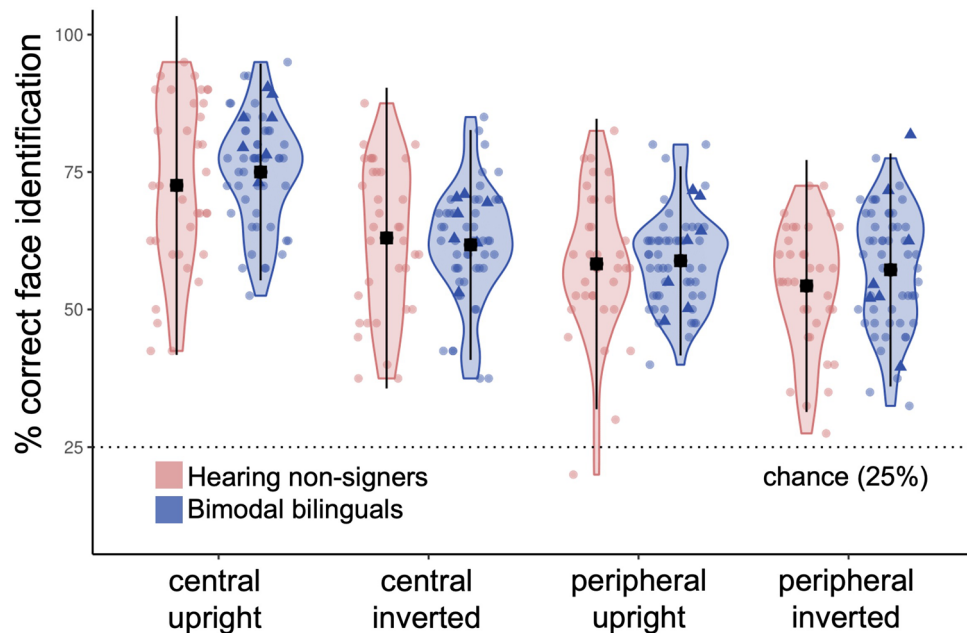 % correct face identification
100
75
50
25
Hearing non-signers
Bimodal bilinguals
chance (25%)
central
upright
central
inverted
peripheral
upright
peripheral
inverted